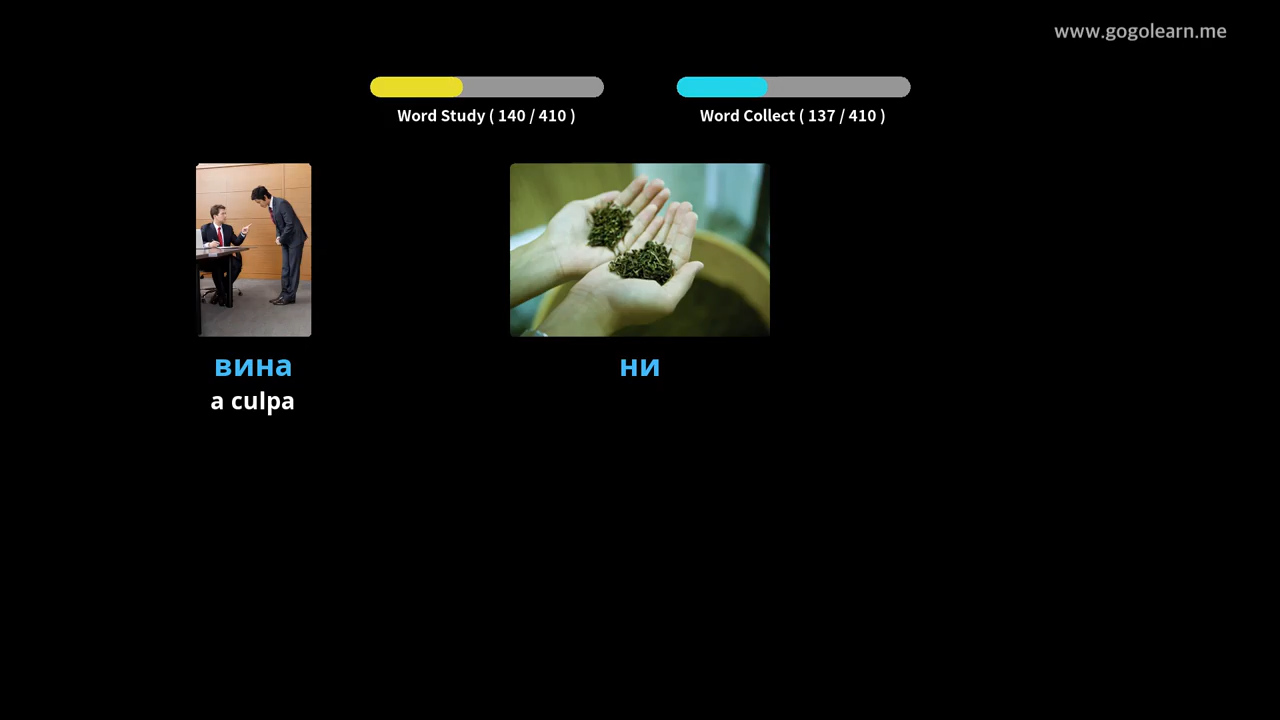 www.gogolearn.me
Word Study ( 140 / 410 )
Word Collect ( 137 / 410 )
вина
a culpa
ни